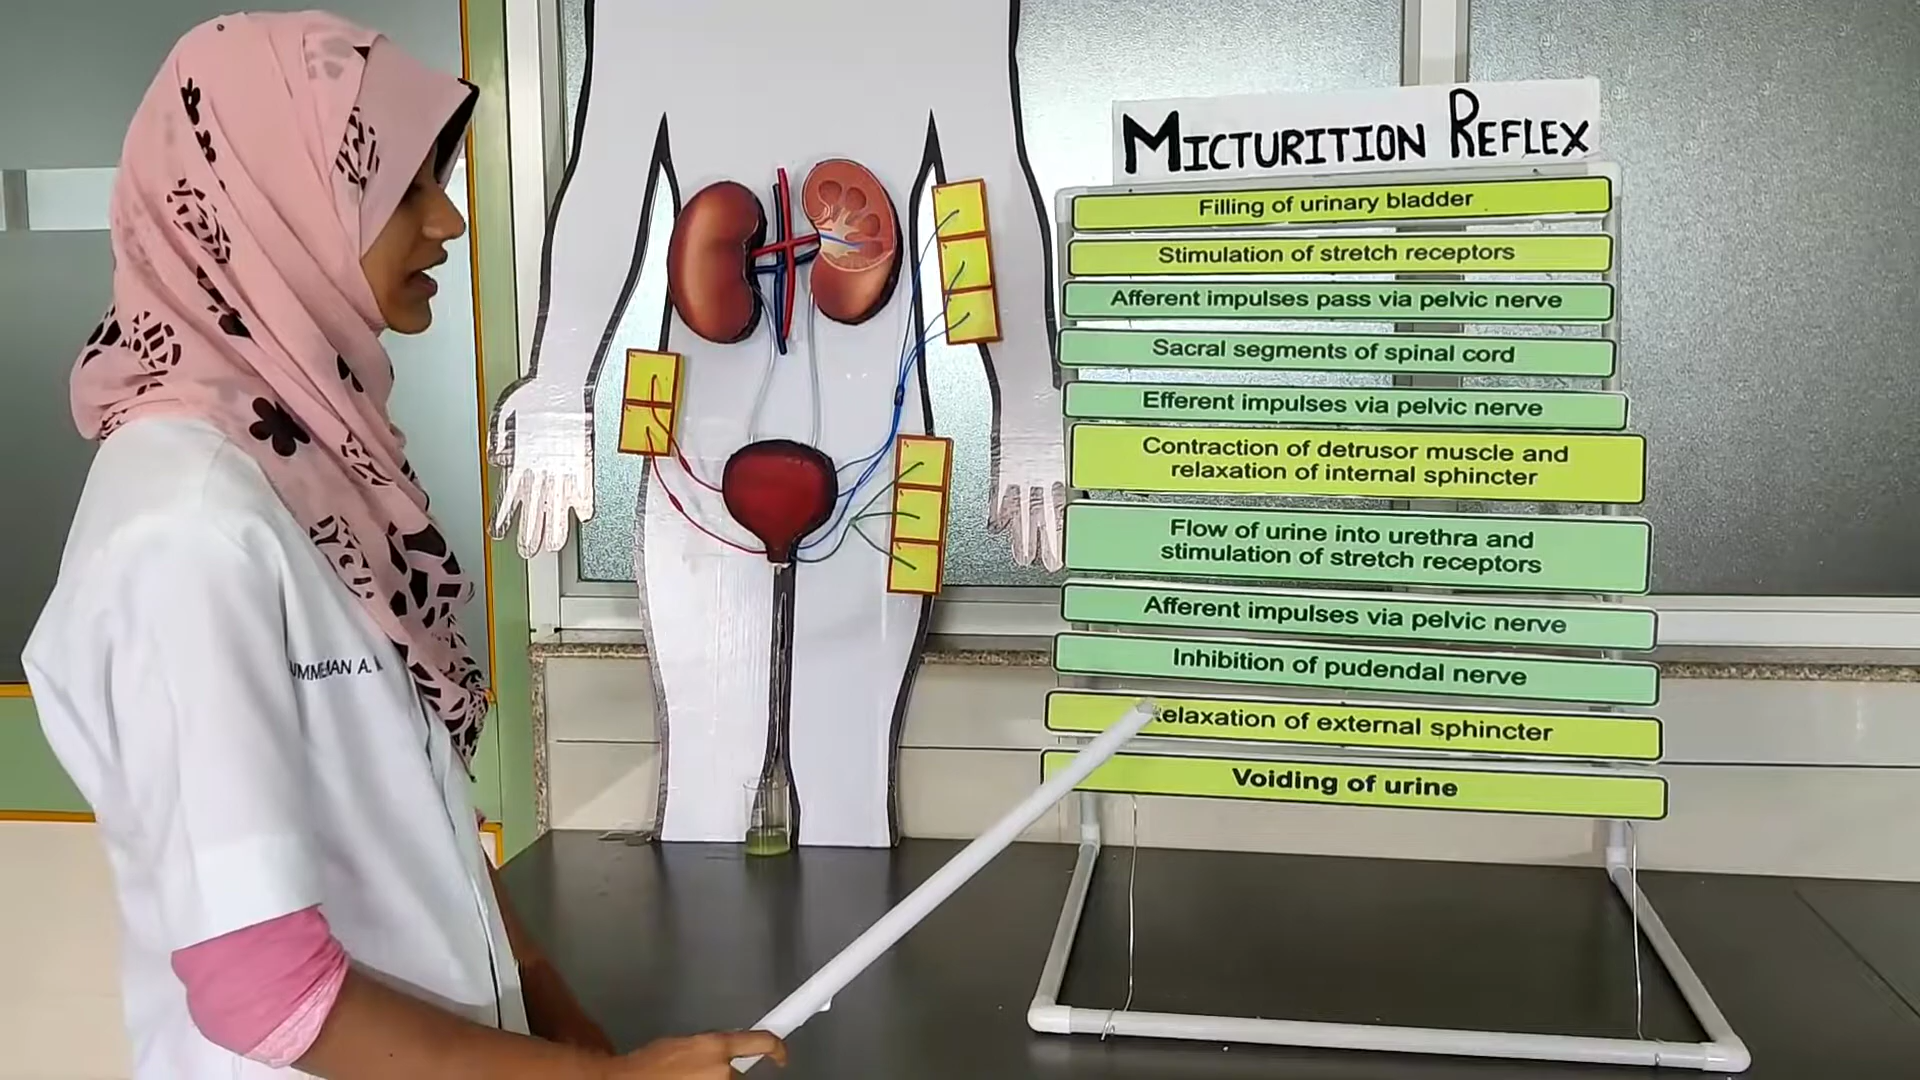 MICTURITION REFLEX
Filling of urinary bladder
Stimulation of stretch receptors
Afferent impulses pass via pelvic nerve
Sacral segments of spinal cord
Efferent impulses via pelvic nerve
Contraction of detrusor muscle and
relaxation of internal sphincter
Flow of urine into urethra and
stimulation of stretch receptors
Afferent impulses via pelvic nerve
Inhibition of pudendal nerve
elaxation of external sphincter
Voiding of urine